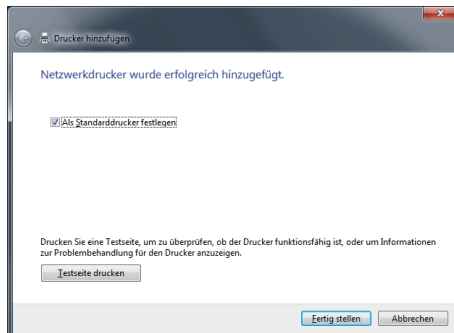 Drucker hinzufügen
Netzwerkdrucker wurde erfolgreich hinzugefügt.
Als Standarddrucker festlegen
Drucken Sie eine Testseite, um zu überprüfen, ob der Drucker funktionsfähig ist, oder um Informationen
zur Problembehandlung für den Drucker anzuzeigen.
Testseite drucken
Fertig stellen Abbrechen